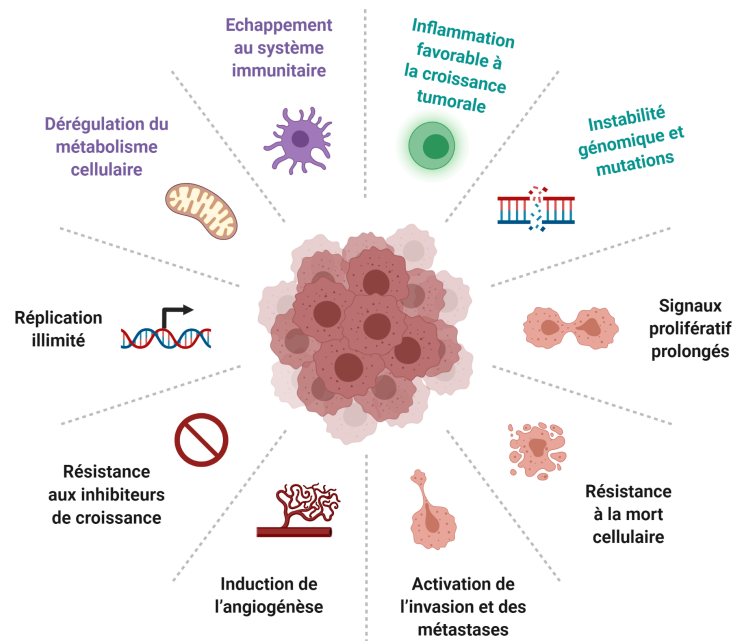 Echappement
au système
immunitaire
Inflammation
favorable à
la croissance
tumorale
Dérégulation du
métabolisme
cellulaire
Instabilité
génomique et
mutations
Réplication
illimité
Signaux
prolifératif
prolongés
Résistance
aux inhibiteurs
de croissance
Résistance
à la mort
cellulaire
Induction de
l'angiogénèse
Activation de
l'invasion et des
métastases